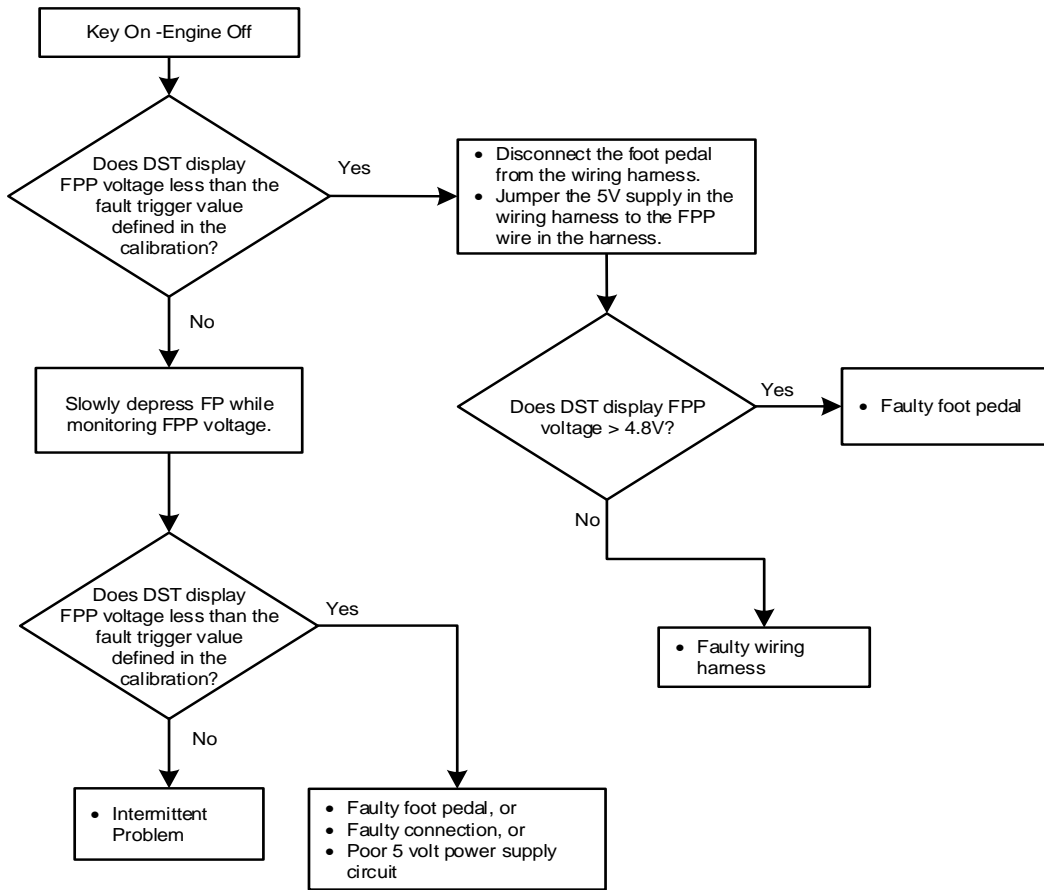 Key On -Engine Off
Does DST display
FPP voltage less than the
fault trigger value
defined in the
calibration?
Yes
• Disconnect the foot pedal
from the wiring harness.
• Jumper the 5V supply in the
wiring harness to the FPP
wire in the harness.
No
Slowly depress FP while
monitoring FPP voltage.
Does DST display FPP
voltage > 4.8V?
Yes
• Faulty foot pedal
No
• Faulty wiring
harness
Does DST display
FPP voltage less than the
fault trigger value
defined in the
calibration?
Yes
No
• Intermittent
Problem
• Faulty foot pedal, or
• Faulty connection, or
• Poor 5 volt power supply
circuit